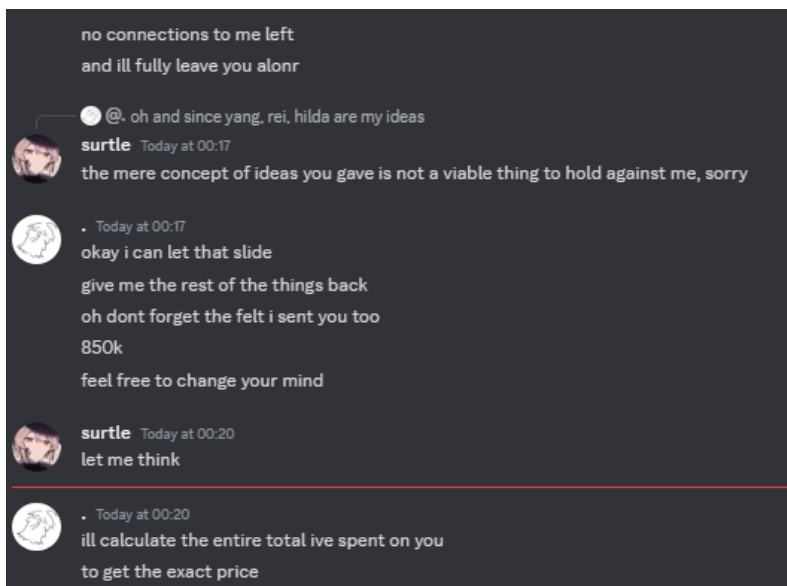 no connections to me left
and ill fully leave you alonr
@. oh and since yang, rei, hilda are my ideas
surtle Today at 00:17
the mere concept of ideas you gave is not a viable thing to hold against me, sorry
. Today at 00:17
okay i can let that slide
give me the rest of the things back
oh dont forget the felt i sent you too
850k
feel free to change your mind
surtle Today at 00:20
let me think
. Today at 00:20
ill calculate the entire total ive spent on you
to get the exact price